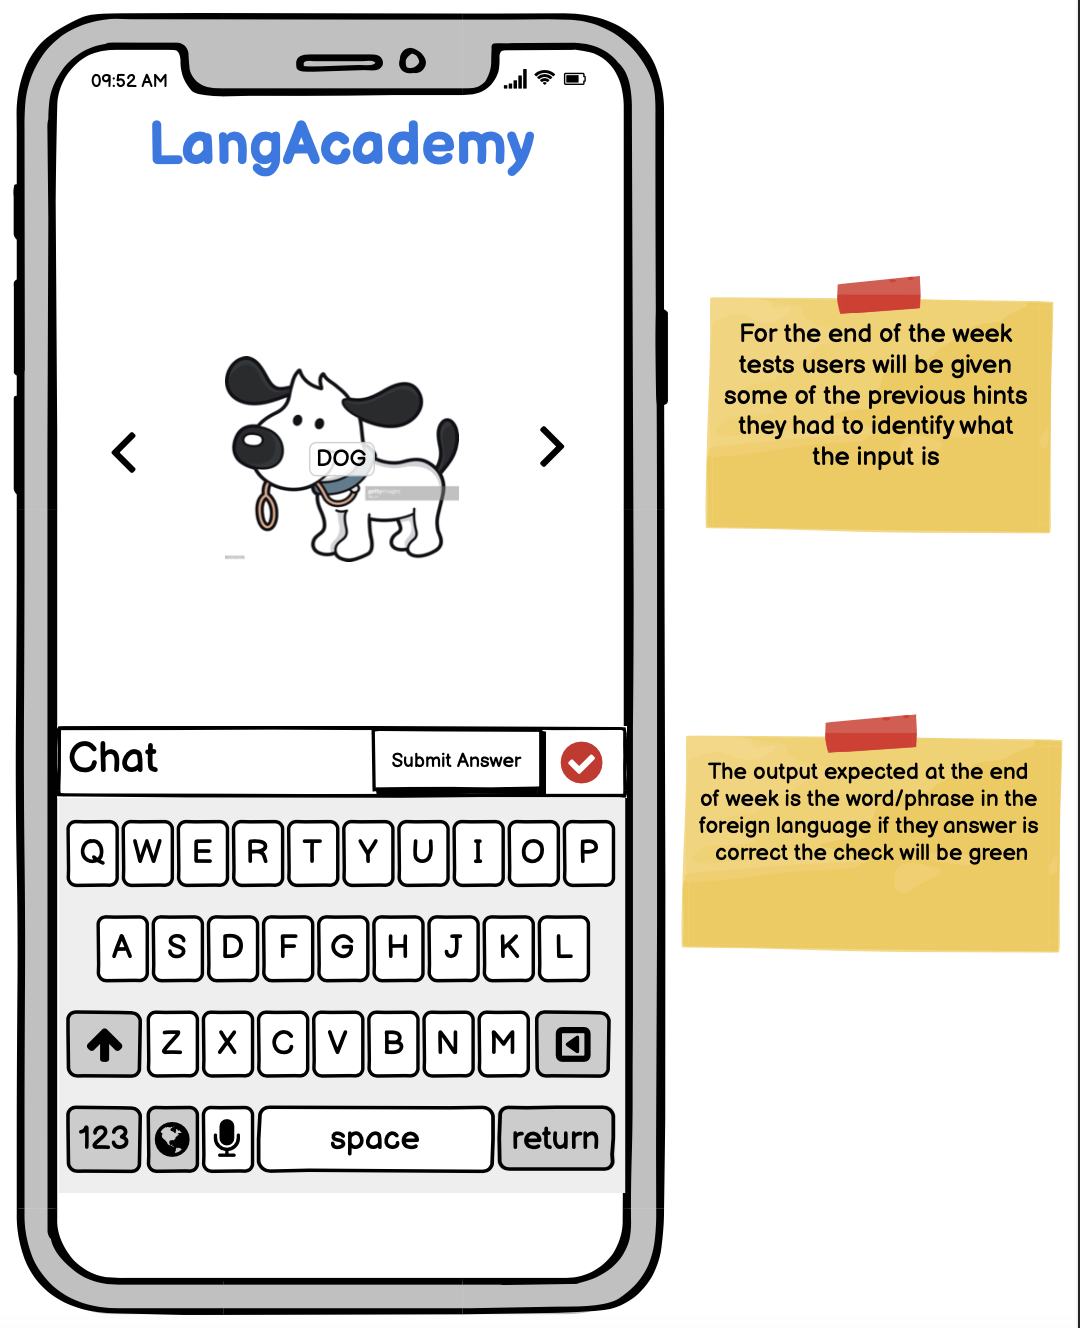 09:52 AM
LangAcademy
DOG
gettyimages
For the end of the week
tests users will be given
some of the previous hints
they had to identify what
the input is
Chat
Submit Answer
The output expected at the end
of week is the word/phrase in the
foreign language if they answer is
correct the check will be green
Q W E R T Y U I O P
A S D F G H J K L
Z X C V B N M
123 space return